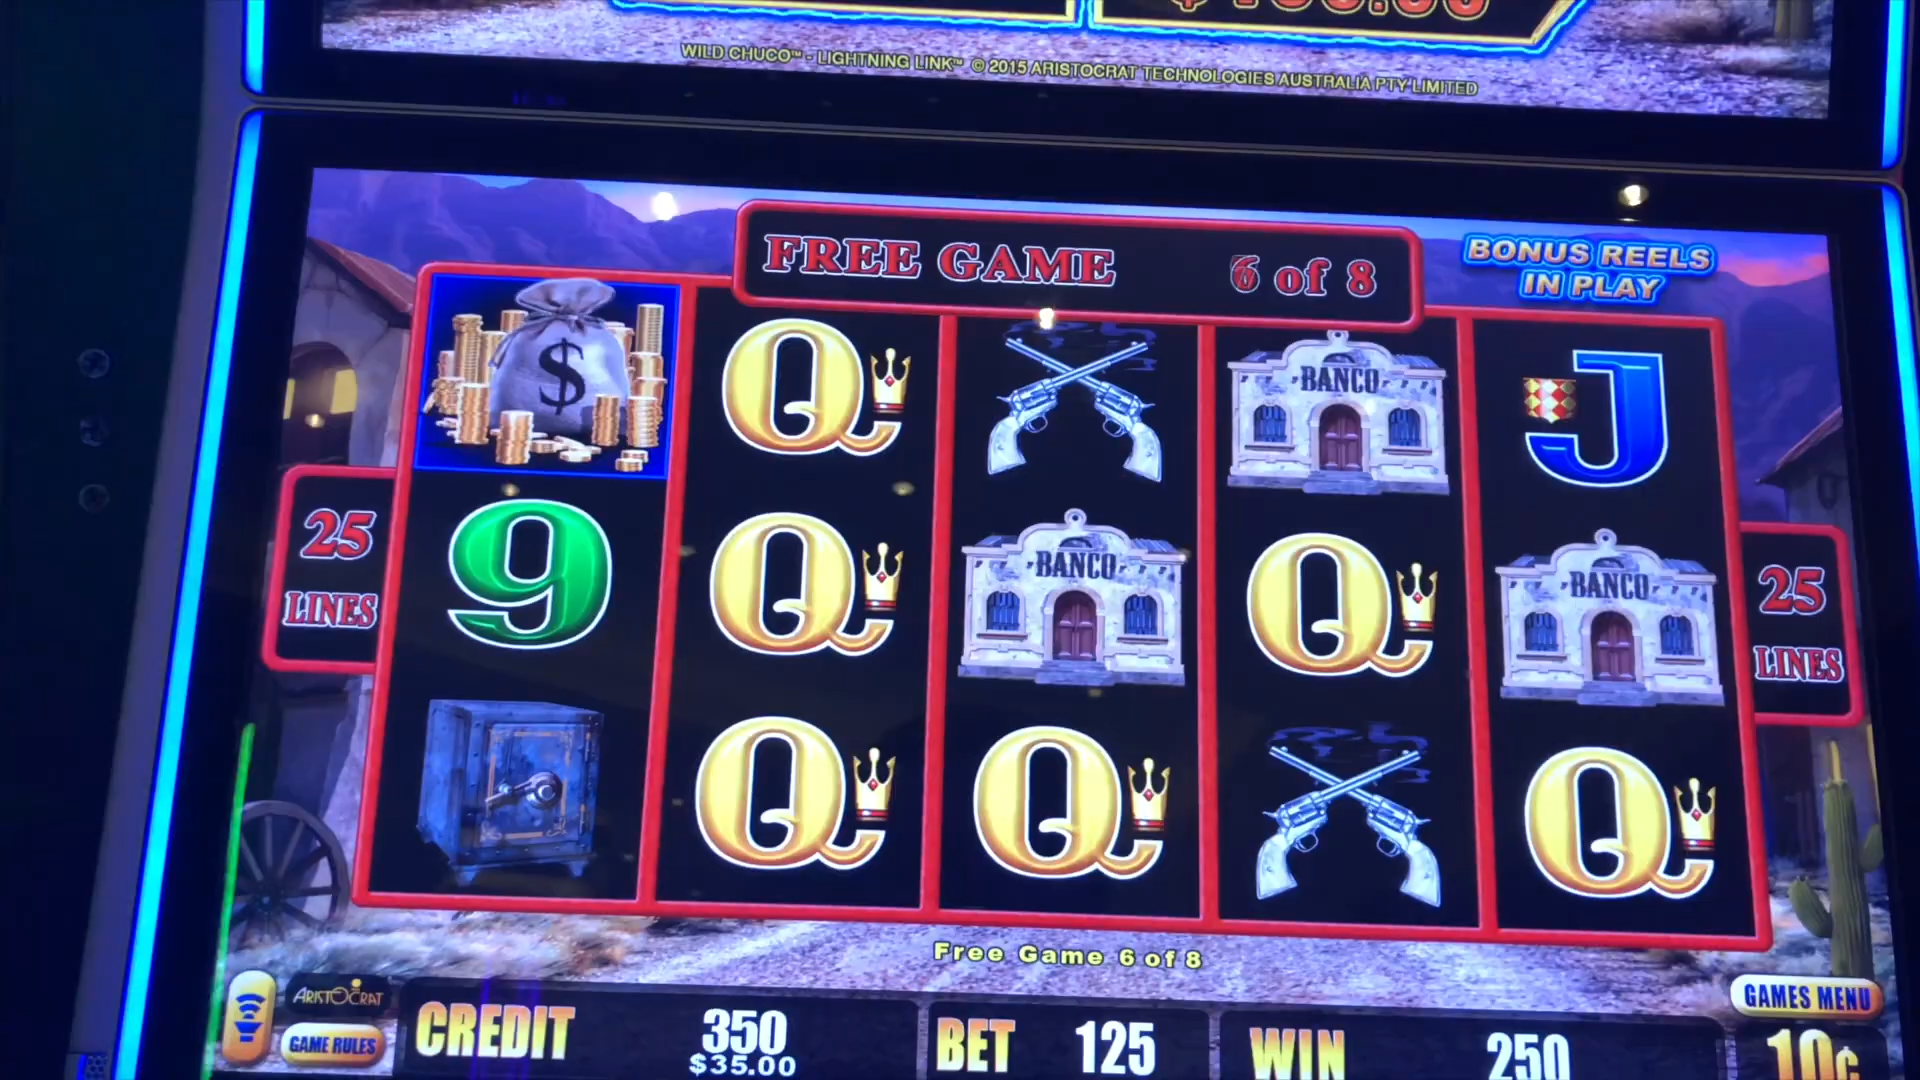 WILD CHUCO™ - LIGHTNING LINK™ © 2015 ARISTOCRAT TECHNOLOGIES AUSTRALIA PTY LIMITED
FREE GAME 6 of 8
BONUS REELS
IN PLAY
$
Q
BANCO
J
25
LINES
9
Q
BANCO
Q
BANCO
25
LINES
Q
Q
Q
Free Game 6 of 8
ARISTOCRAT
GAME RULES
CREDIT 350
$35.00
BET 125
WIN 250
GAMES MENU
10¢